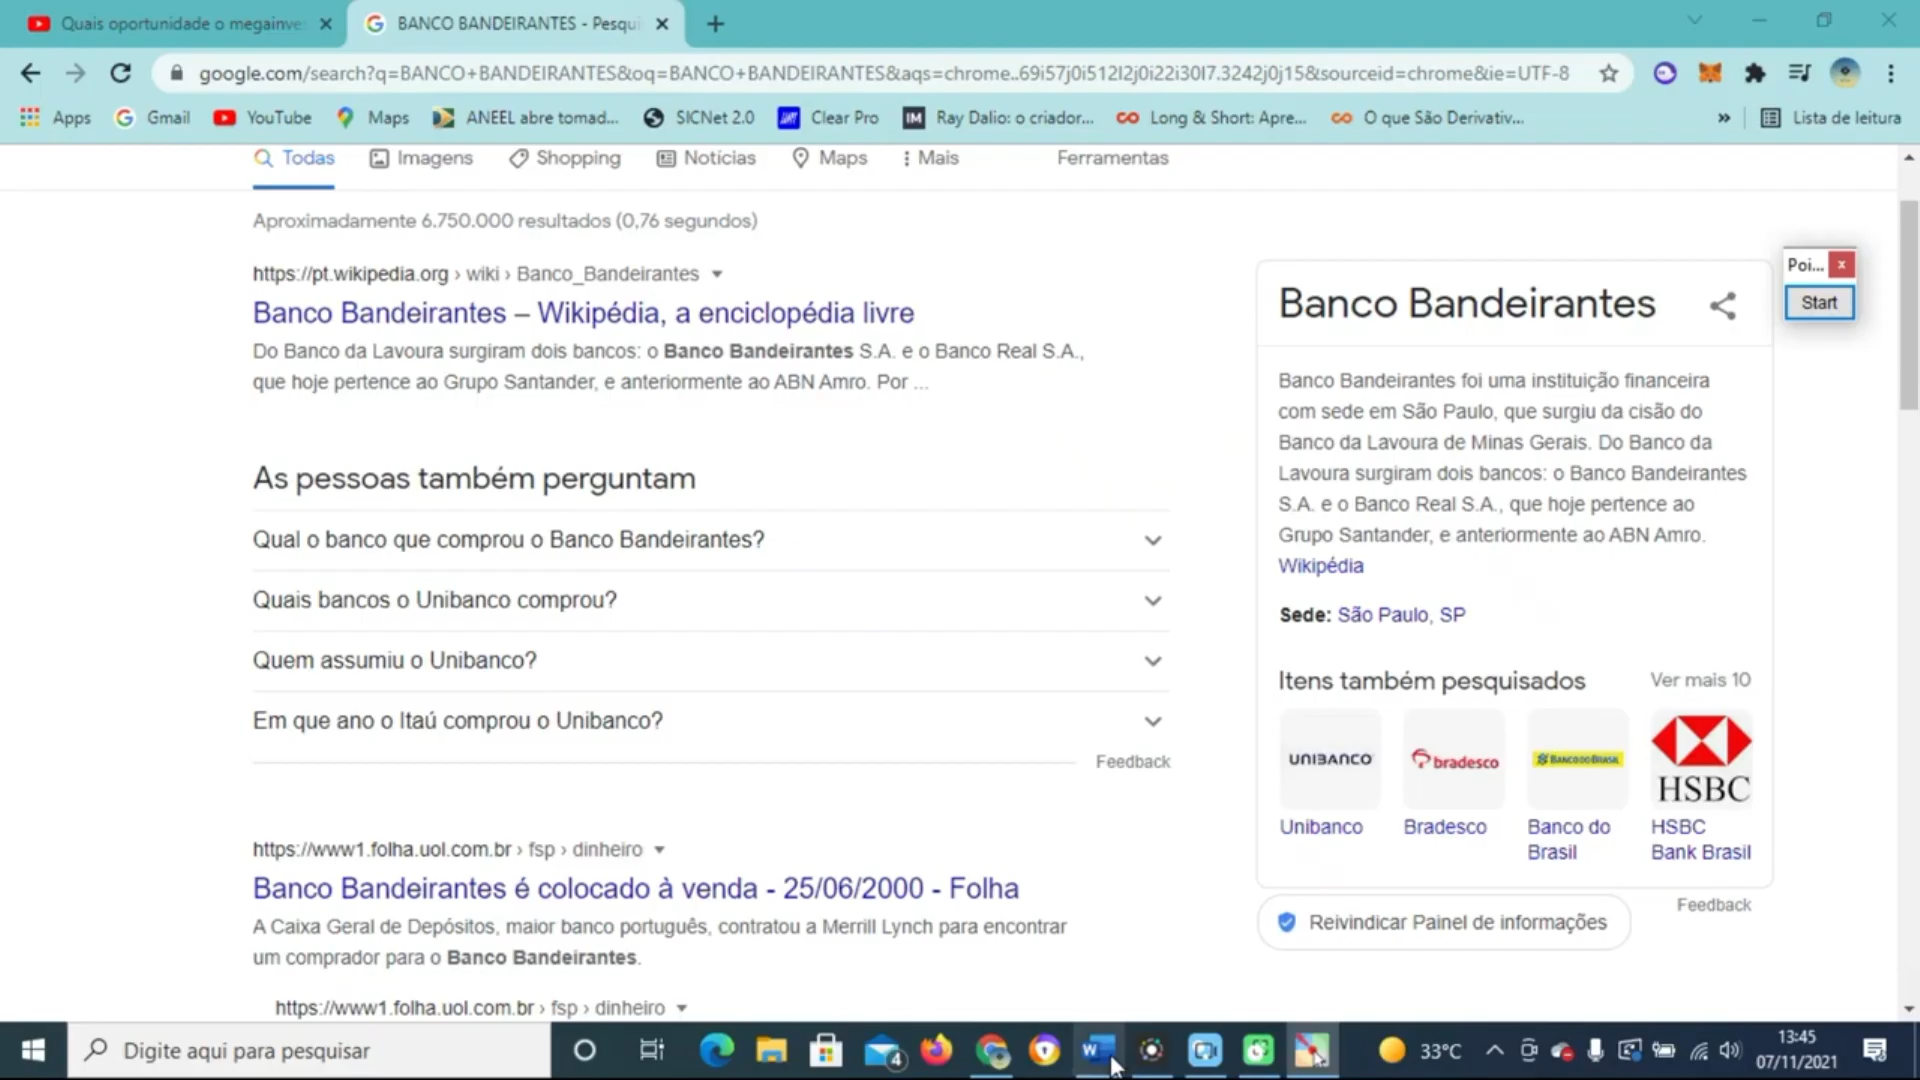 Quais oportunidade o megainve
BANCO BANDEIRANTES - Pesqui
google.com/search?q=BANCO+BANDEIRANTES&oq=BANCO+BANDEIRANTES&aqs=chrome..69i57j0i512l2j0i22i30l7.3242j0j15&sourceid=chrome&ie=UTF-8
Apps
Gmail
YouTube
Maps
ANEEL abre tomad...
SICNet 2.0
Clear Pro
IM
Ray Dalio: o criador...
Long & Short: Apre...
O que São Derivativ...
»
Lista de leitura
Todas
Imagens
Shopping
Notícias
Maps
Mais
Ferramentas
Aproximadamente 6.750.000 resultados (0,76 segundos)
https://pt.wikipedia.org › wiki › Banco_Bandeirantes
Banco Bandeirantes – Wikipédia, a enciclopédia livre
Do Banco da Lavoura surgiram dois bancos: o Banco Bandeirantes S.A. e o Banco Real S.A.,
que hoje pertence ao Grupo Santander, e anteriormente ao ABN Amro. Por ...
As pessoas também perguntam
Qual o banco que comprou o Banco Bandeirantes?
Quais bancos o Unibanco comprou?
Quem assumiu o Unibanco?
Em que ano o Itaú comprou o Unibanco?
Feedback
https://www1.folha.uol.com.br › fsp › dinheiro
Banco Bandeirantes é colocado à venda - 25/06/2000 - Folha
A Caixa Geral de Depósitos, maior banco português, contratou a Merrill Lynch para encontrar
um comprador para o Banco Bandeirantes.
https://www1.folha.uol.com.br › fsp › dinheiro
Banco Bandeirantes
Banco Bandeirantes foi uma instituição financeira
com sede em São Paulo, que surgiu da cisão do
Banco da Lavoura de Minas Gerais. Do Banco da
Lavoura surgiram dois bancos: o Banco Bandeirantes
S.A. e o Banco Real S.A., que hoje pertence ao
Grupo Santander, e anteriormente ao ABN Amro.
Wikipédia
Sede: São Paulo, SP
Itens também pesquisados
Ver mais 10
UNIBANCO
bradesco
BANCO DO BRASIL
HSBC
Unibanco
Bradesco
Banco do
Brasil
HSBC
Bank Brasil
Feedback
Reivindicar Painel de informações
Poi...
x
Start
Digite aqui para pesquisar
4
W
33°C
13:45
07/11/2021